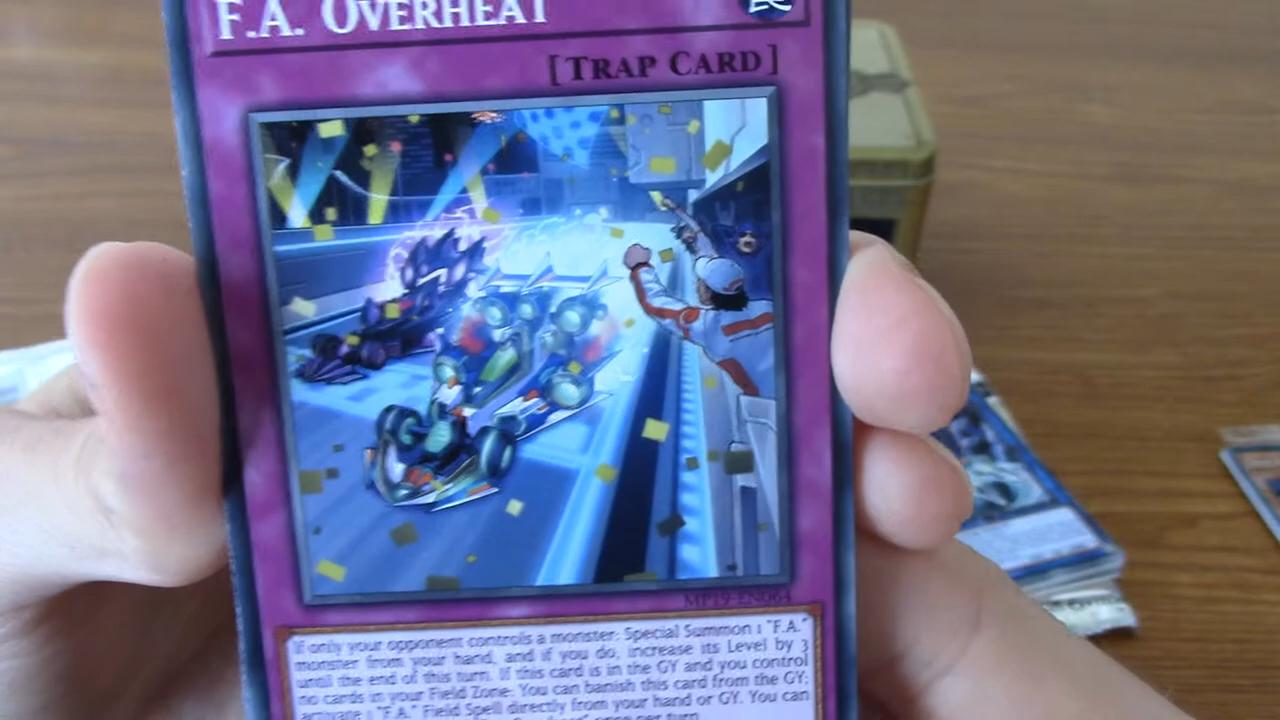 F.A. OVERHEAT
[TRAP CARD]
MP19-EN064
If only your opponent controls a monster: Special Summon 1 "F.A."
monster from your hand, and if you do, increase its Level by 3
until the end of this turn. If this card is in the GY and you control
no cards in your Field Zone: You can banish this card from the GY;
activate 1 "F.A." Field Spell directly from your hand or GY. You can
once per turn